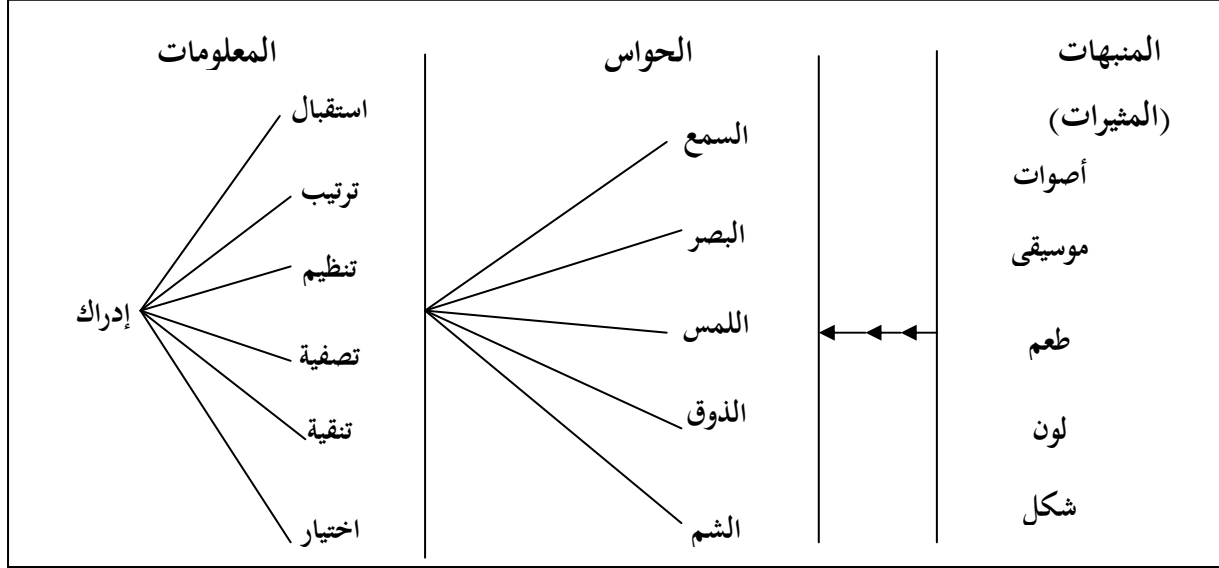 المنبهات
(المثيرات)
أصوات
موسيقى
طعم
لون
شكل
الحواس
السمع
البصر
اللمس
الذوق
الشم
المعلومات
استقبال
ترتيب
تنظيم
تصفية
تنقية
اختيار
إدراك